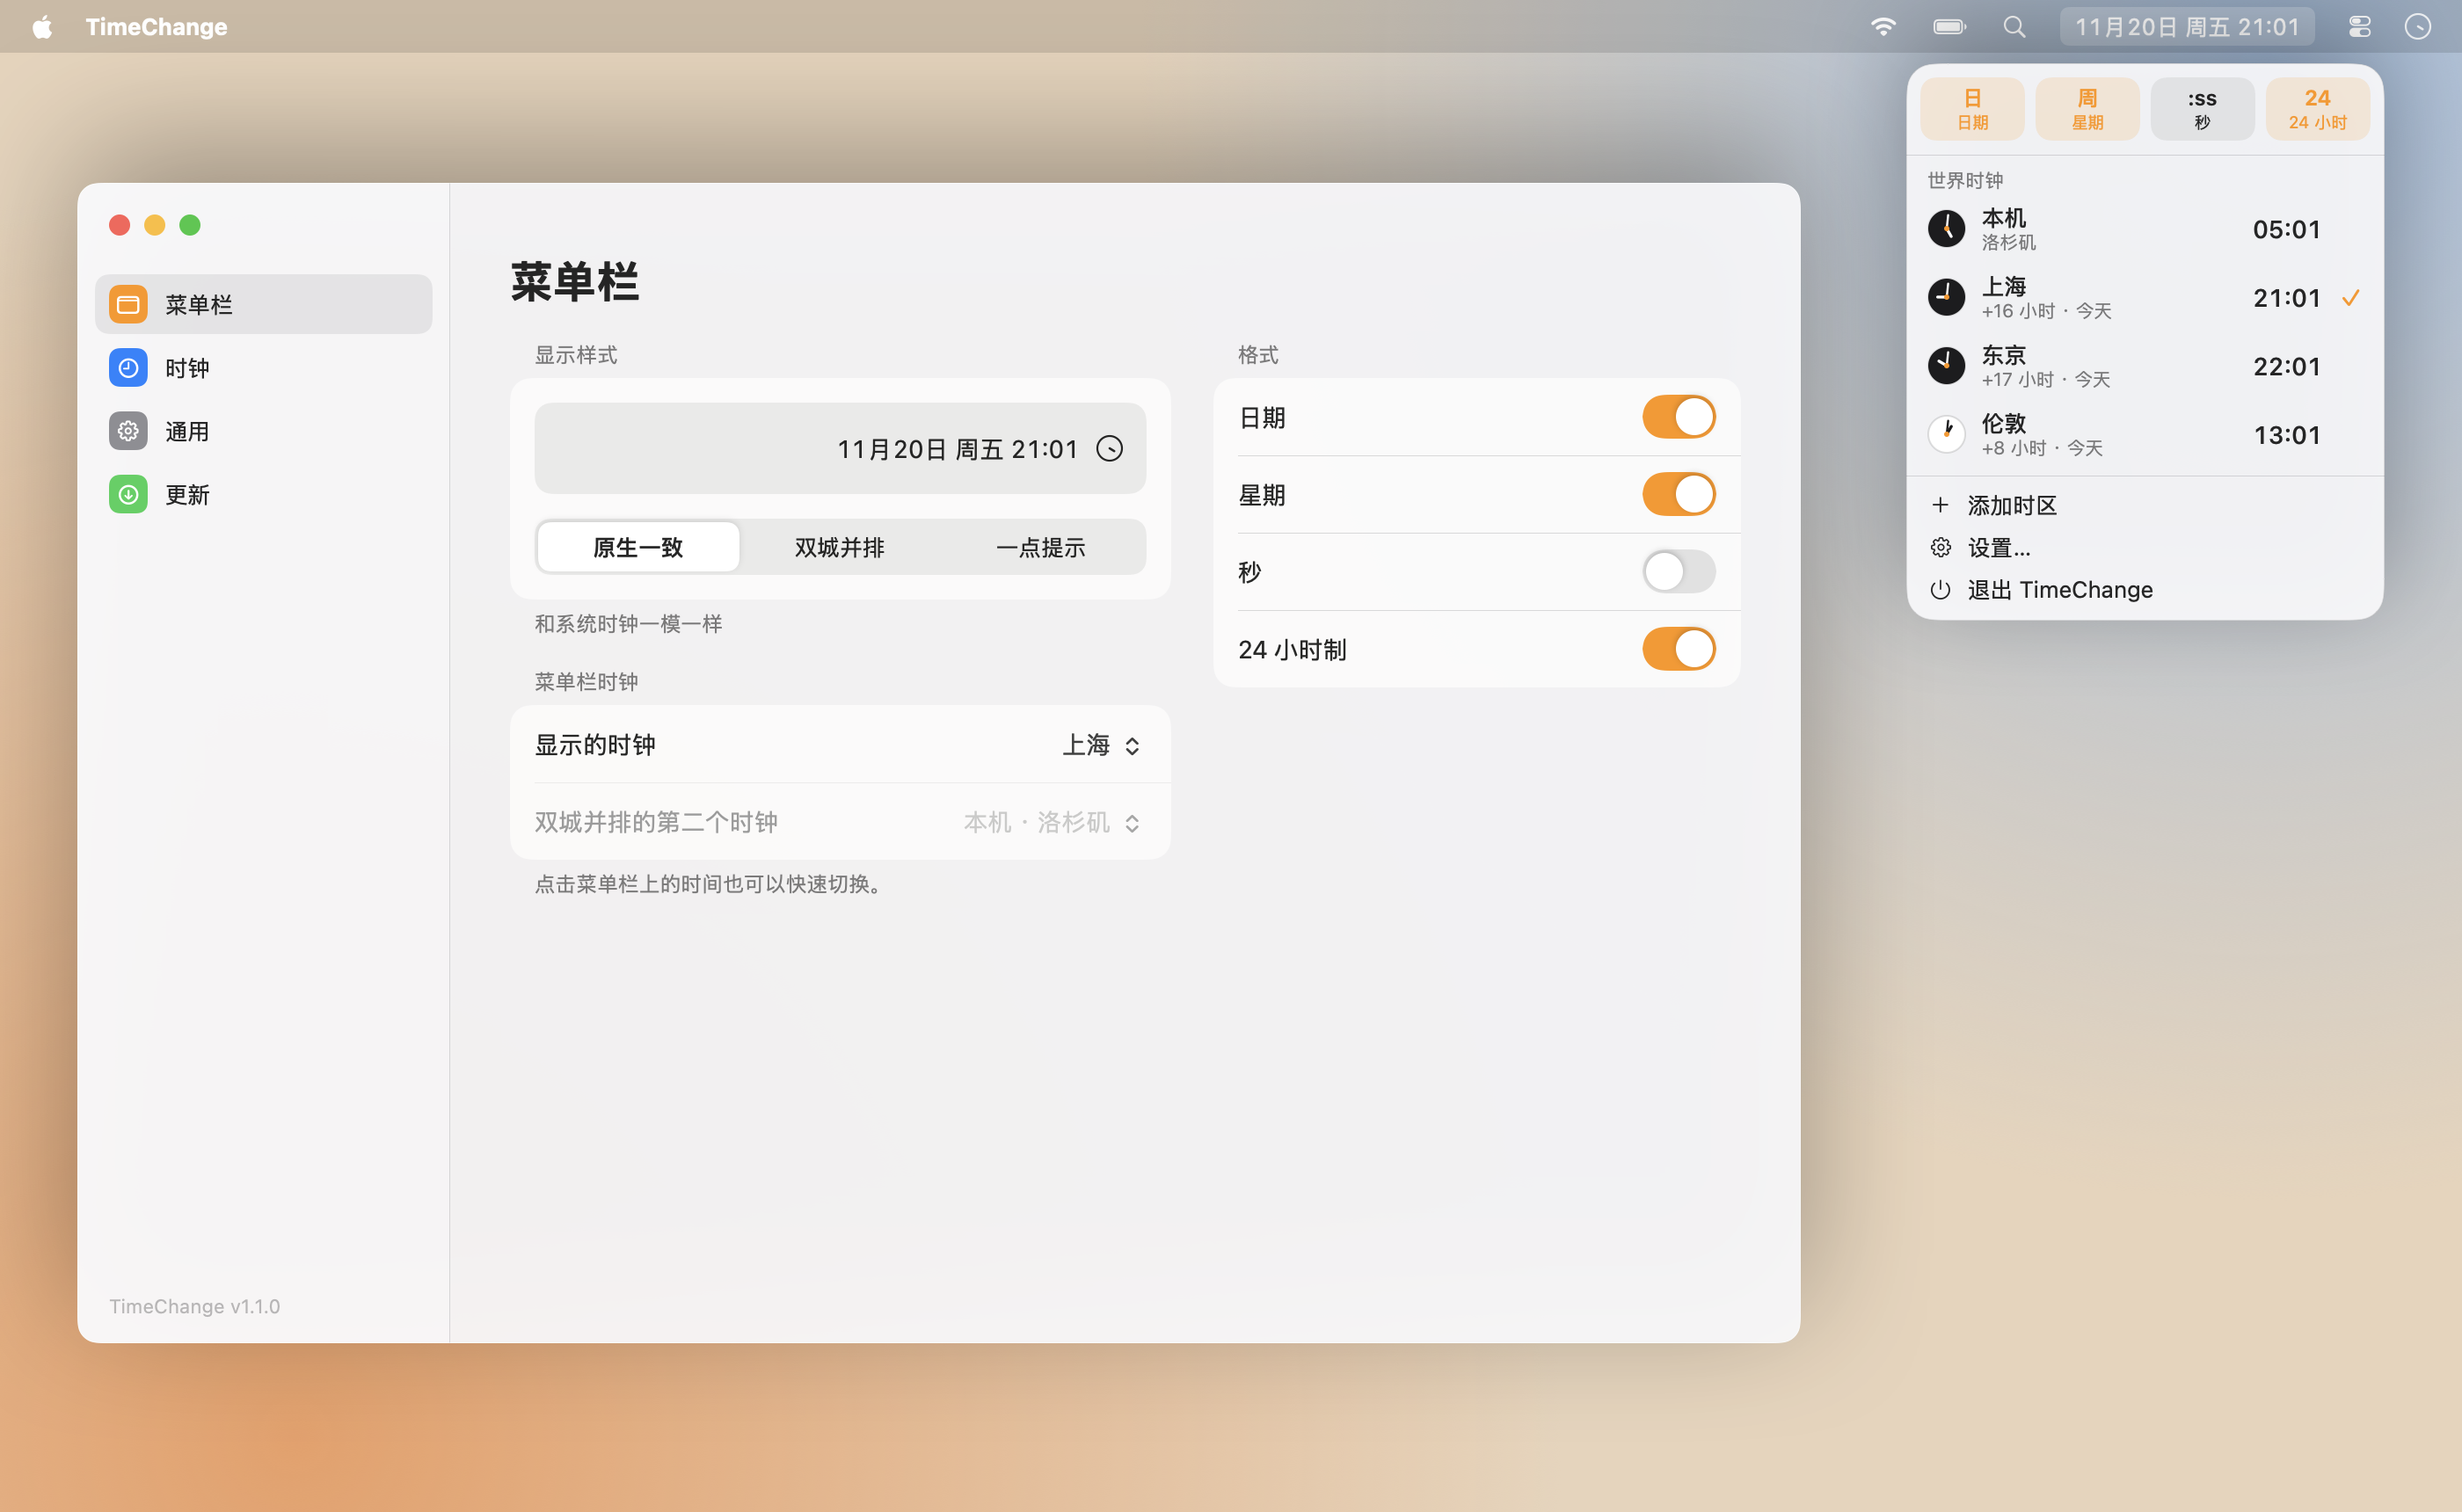 TimeChange
11月20日 周五 21:01
日
日期
周
星期
:ss
秒
24
24 小时
世界时钟
本机
洛杉矶
05:01
上海
+16 小时 · 今天
21:01
东京
+17 小时 · 今天
22:01
伦敦
+8 小时 · 今天
13:01
添加时区
设置...
退出 TimeChange
菜单栏
时钟
通用
更新
TimeChange v1.1.0
菜单栏
显示样式
11月20日 周五 21:01
原生一致
双城并排
一点提示
和系统时钟一模一样
菜单栏时钟
显示的时钟
上海
双城并排的第二个时钟
本机 · 洛杉矶
点击菜单栏上的时间也可以快速切换。
格式
日期
星期
秒
24 小时制